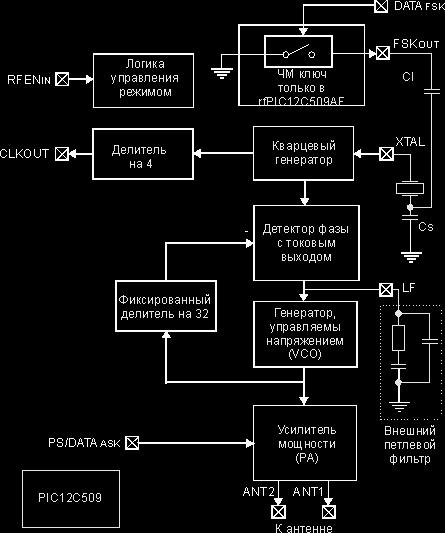 DATA FSK
FSKOUT
ЧМ ключ
только в
rfPIC12C509AF
Cl
RFENIN
Логика
управления
режимом
CLKOUT
Делитель
на 4
Кварцевый
генератор
XTAL
Cs
Детектор фазы
с токовым
выходом
-
LF
Фиксированный
делитель на 32
Генератор,
управляемы
напряжением
(VCO)
Внешний
петлевой
фильтр
PS/DATA ASK
Усилитель
мощности
(PA)
PIC12C509
ANT2
ANT1
К антенне